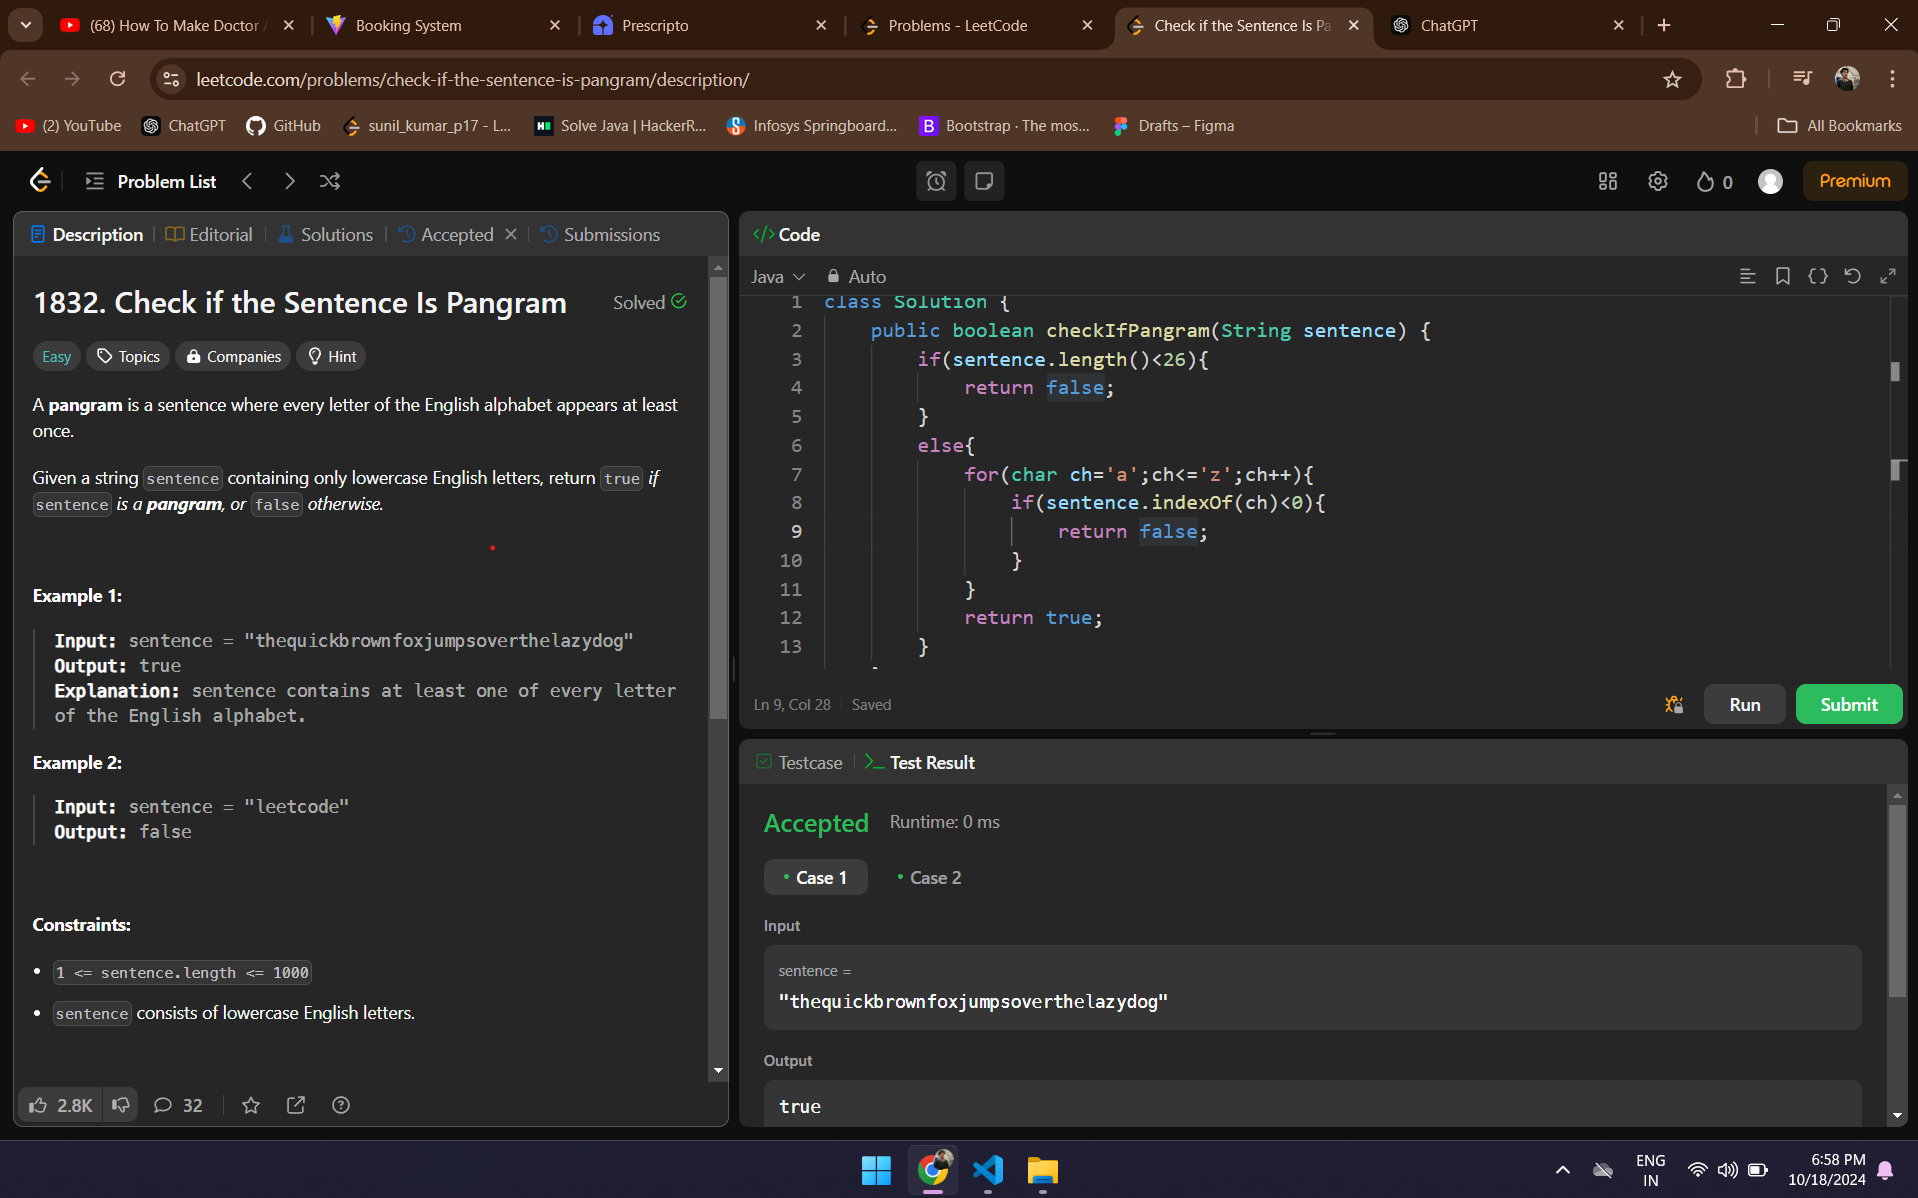 (68) How To Make Doctor A
Booking System
Prescripto
Problems - LeetCode
Check if the Sentence Is Pa
ChatGPT
leetcode.com/problems/check-if-the-sentence-is-pangram/description/
(2) YouTube
ChatGPT
GitHub
sunil_kumar_p17 - L...
Solve Java | HackerR...
Infosys Springboard...
Bootstrap · The mos...
Drafts – Figma
All Bookmarks
Problem List
0
Premium
Description
Editorial
Solutions
Accepted
Submissions
1832. Check if the Sentence Is Pangram
Solved
Easy
Topics
Companies
Hint
A pangram is a sentence where every letter of the English alphabet appears at least
once.
Given a string sentence containing only lowercase English letters, return true if
sentence is a pangram, or false otherwise.
Example 1:
Input: sentence = "thequickbrownfoxjumpsoverthelazydog"
Output: true
Explanation: sentence contains at least one of every letter
of the English alphabet.
Example 2:
Input: sentence = "leetcode"
Output: false
Constraints:
• 1 <= sentence.length <= 1000
• sentence consists of lowercase English letters.
2.8K
32
</> Code
Java
Auto
1 class Solution {
2 public boolean checkIfPangram(String sentence) {
3 if(sentence.length()<26){
4 return false;
5 }
6 else{
7 for(char ch='a';ch<='z';ch++){
8 if(sentence.indexOf(ch)<0){
9 return false;
10 }
11 }
12 return true;
13 }
Ln 9, Col 28
Saved
Run
Submit
Testcase
Test Result
Accepted
Runtime: 0 ms
• Case 1
• Case 2
Input
sentence =
"thequickbrownfoxjumpsoverthelazydog"
Output
true
ENG
IN
6:58 PM
10/18/2024